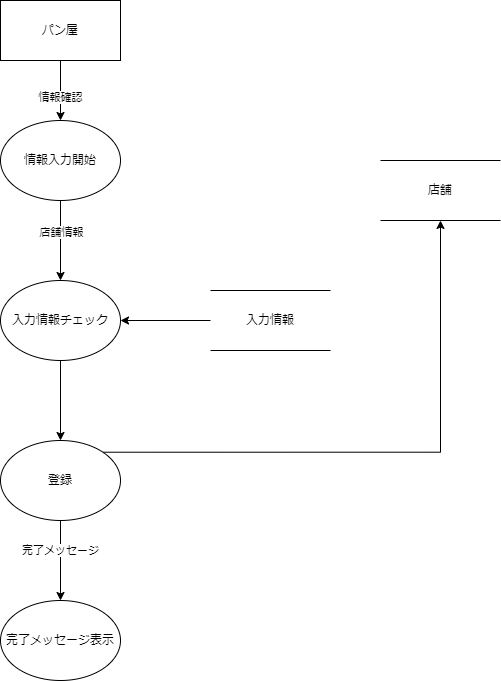 パン屋
情報確認
情報入力開始
店舗
店舗情報
入力情報チェック
入力情報
登録
完了メッセージ
完了メッセージ表示